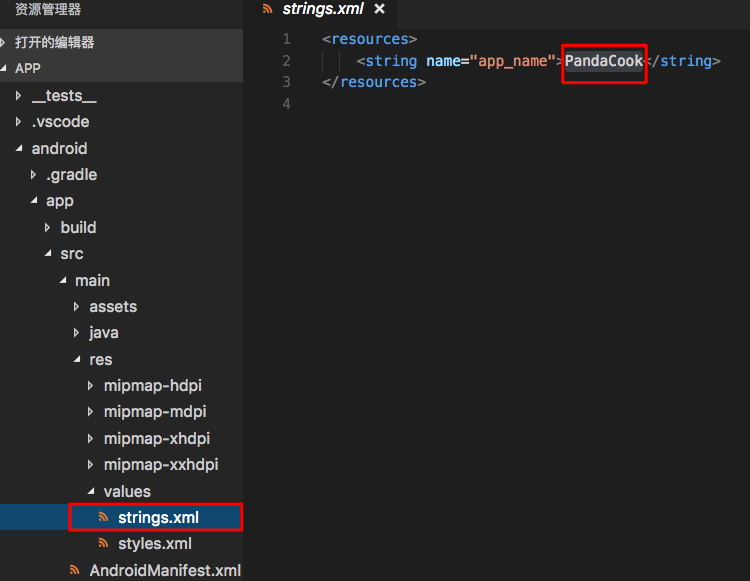 资源管理器
打开的编辑器
APP
__tests__
.vscode
android
.gradle
app
build
src
main
assets
java
res
mipmap-hdpi
mipmap-mdpi
mipmap-xhdpi
mipmap-xxhdpi
values
strings.xml
styles.xml
AndroidManifest.xml
strings.xml ×
1 <resources>
2 <string name="app_name">PandaCook</string>
3 </resources>
4